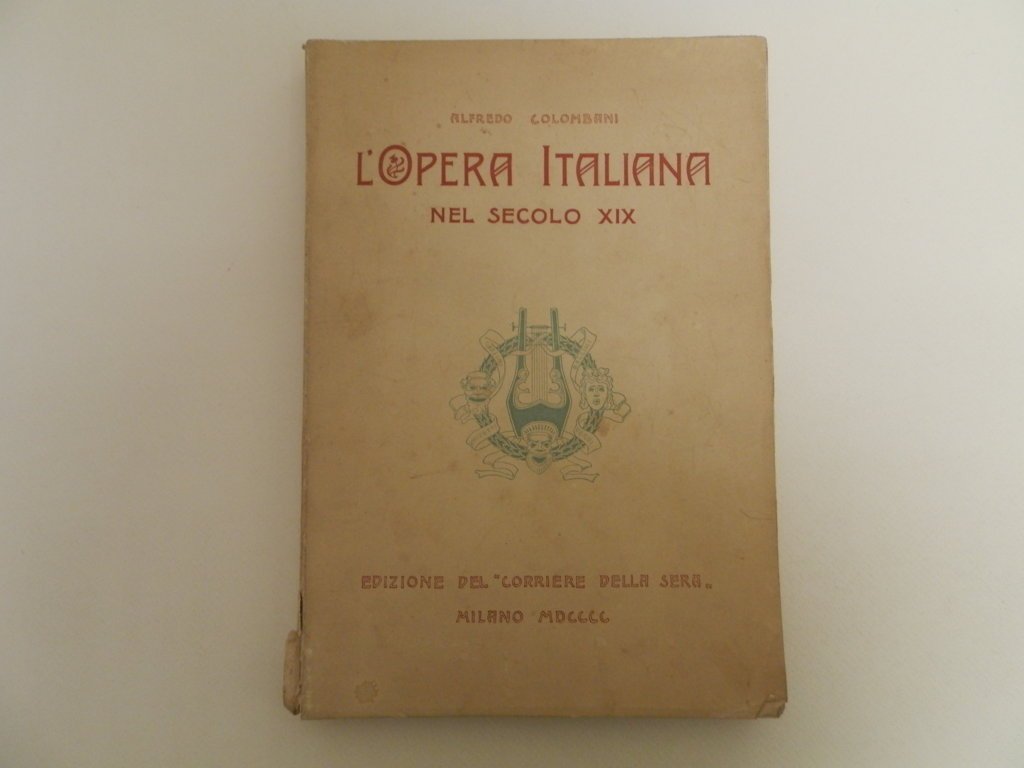 ALFREDO COLOMBANI
L'OPERA ITALIANA
NEL SECOLO XIX
EDIZIONE DEL "CORRIERE DELLA SERA„
MILANO MDCCCC